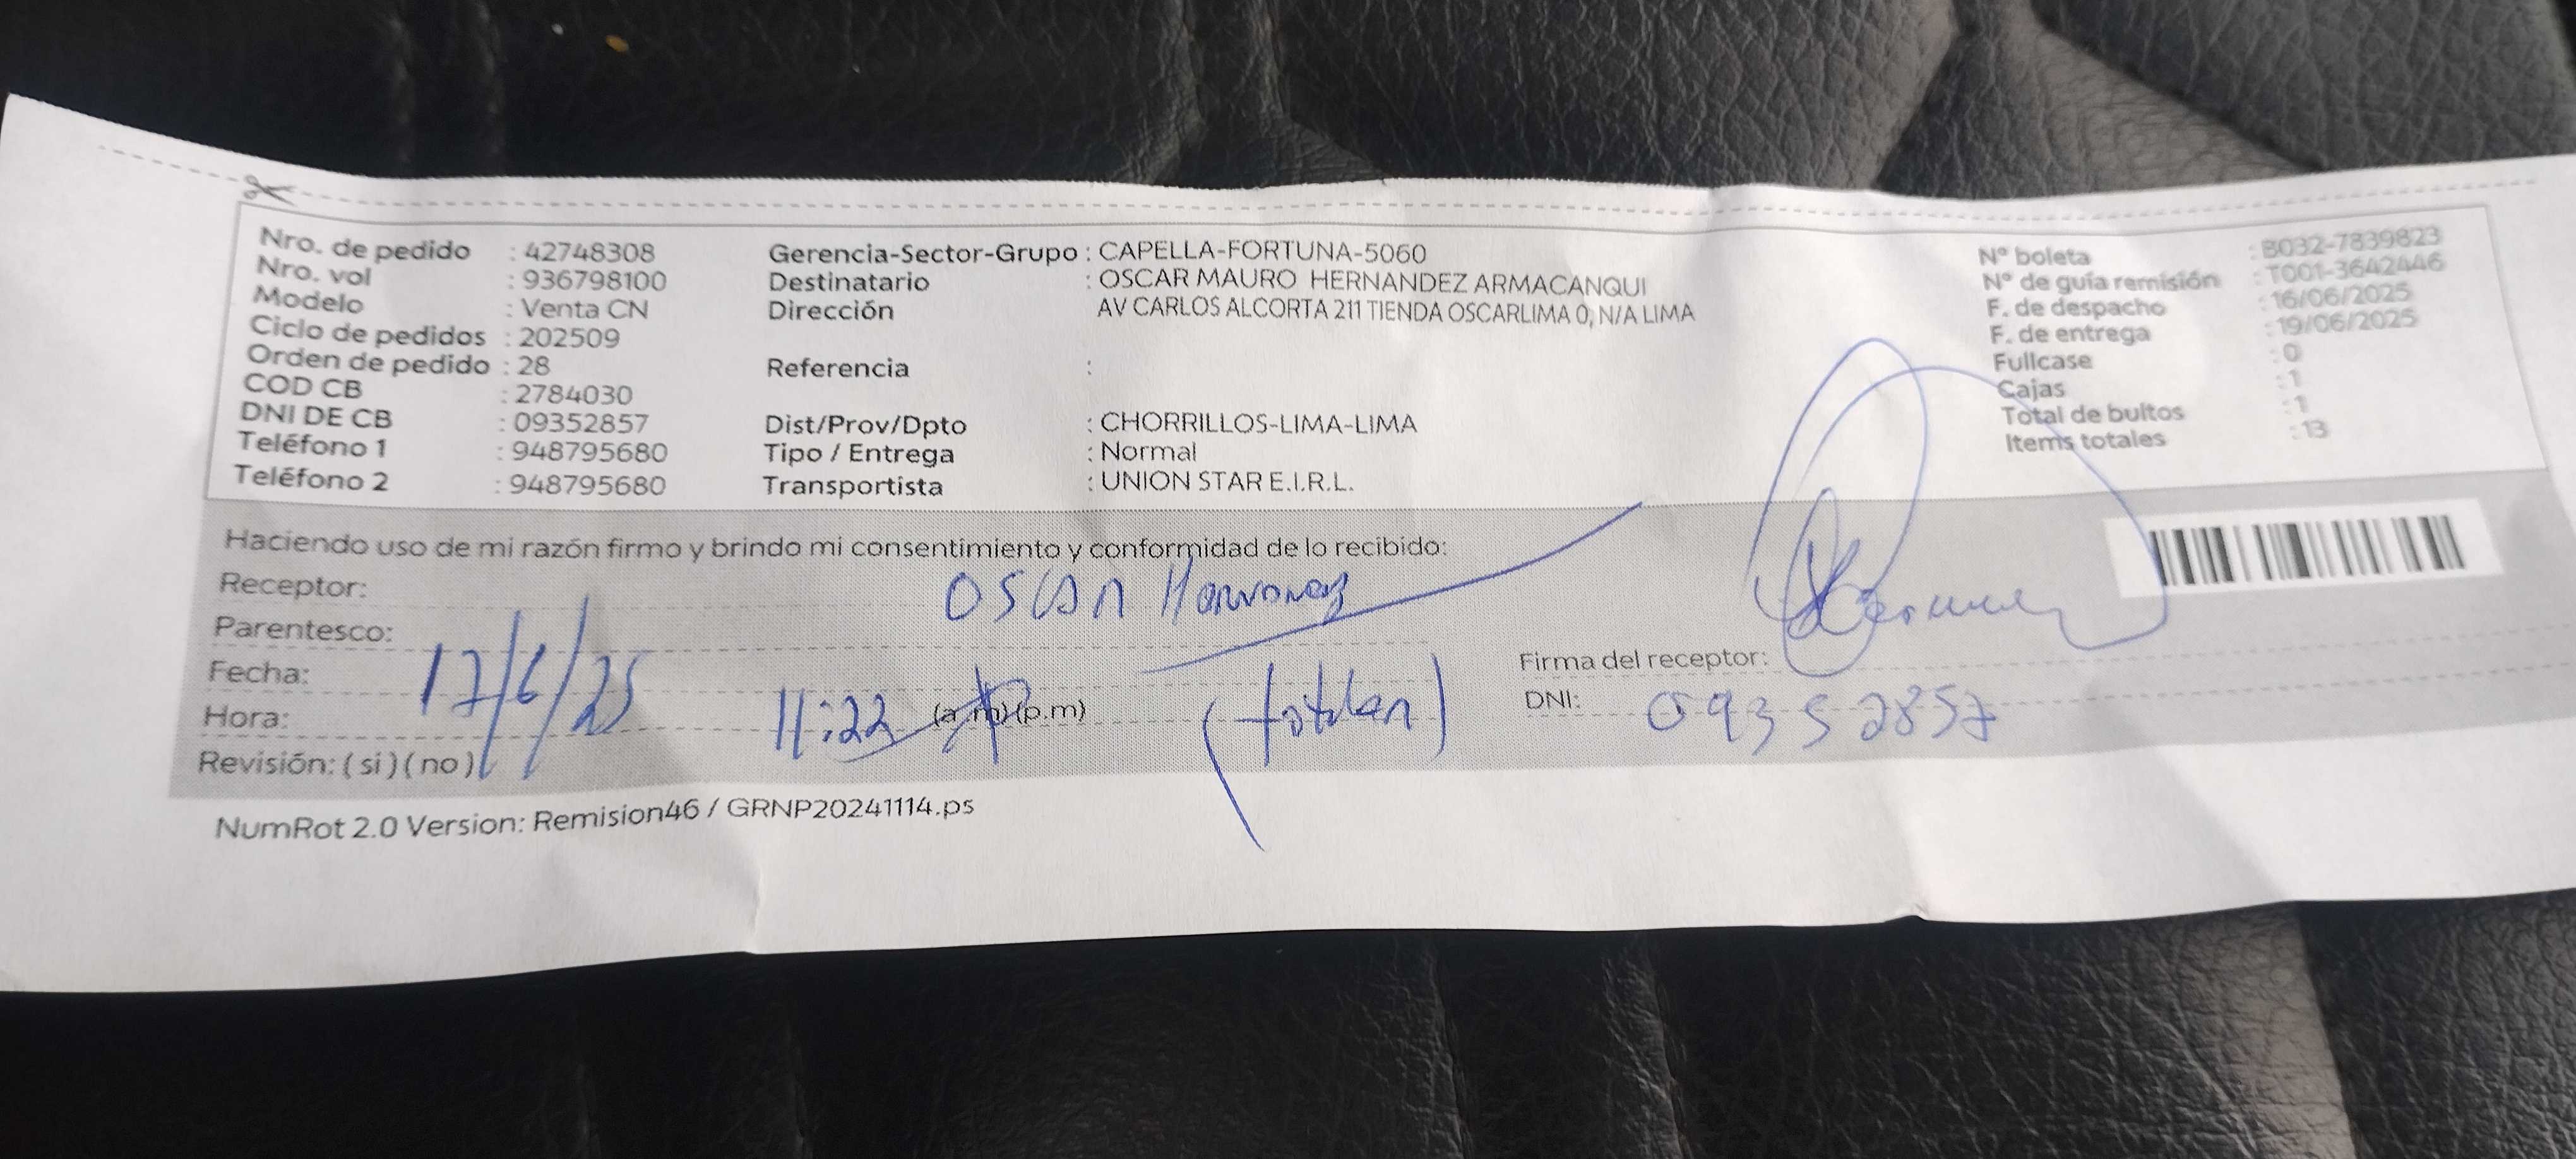 Nro. de pedido : 42748308
Nro. vol : 936798100
Modelo : Venta CN
Ciclo de pedidos : 202509
Orden de pedido : 28
COD CB : 2784030
DNI DE CB : 09352857
Teléfono 1 : 948795680
Teléfono 2 : 948795680
Gerencia-Sector-Grupo : CAPELLA-FORTUNA-5060
Destinatario : OSCAR MAURO HERNANDEZ ARMACANQUI
Dirección AV CARLOS ALCORTA 211 TIENDA OSCARLIMA 0, N/A LIMA
Referencia :
Dist/Prov/Dpto : CHORRILLOS-LIMA-LIMA
Tipo / Entrega : Normal
Transportista : UNION STAR E.I.R.L.
Nº boleta : B032-7839823
Nº de guía remisión : T001-3642446
F. de despacho : 16/06/2025
F. de entrega : 19/06/2025
Fullcase : 0
Cajas : 1
Total de bultos : 1
Items totales : 13
Haciendo uso de mi razón firmo y brindo mi consentimiento y conformidad de lo recibido:
Receptor: OSCAR
Parentesco:
Fecha: 17/6/25
Hora: 11:22 (a.m)(p.m)
Revisión: ( si ) ( no )
Firma del receptor:
DNI: 09352857
NumRot 2.0 Version: Remision46 / GRNP20241114.ps